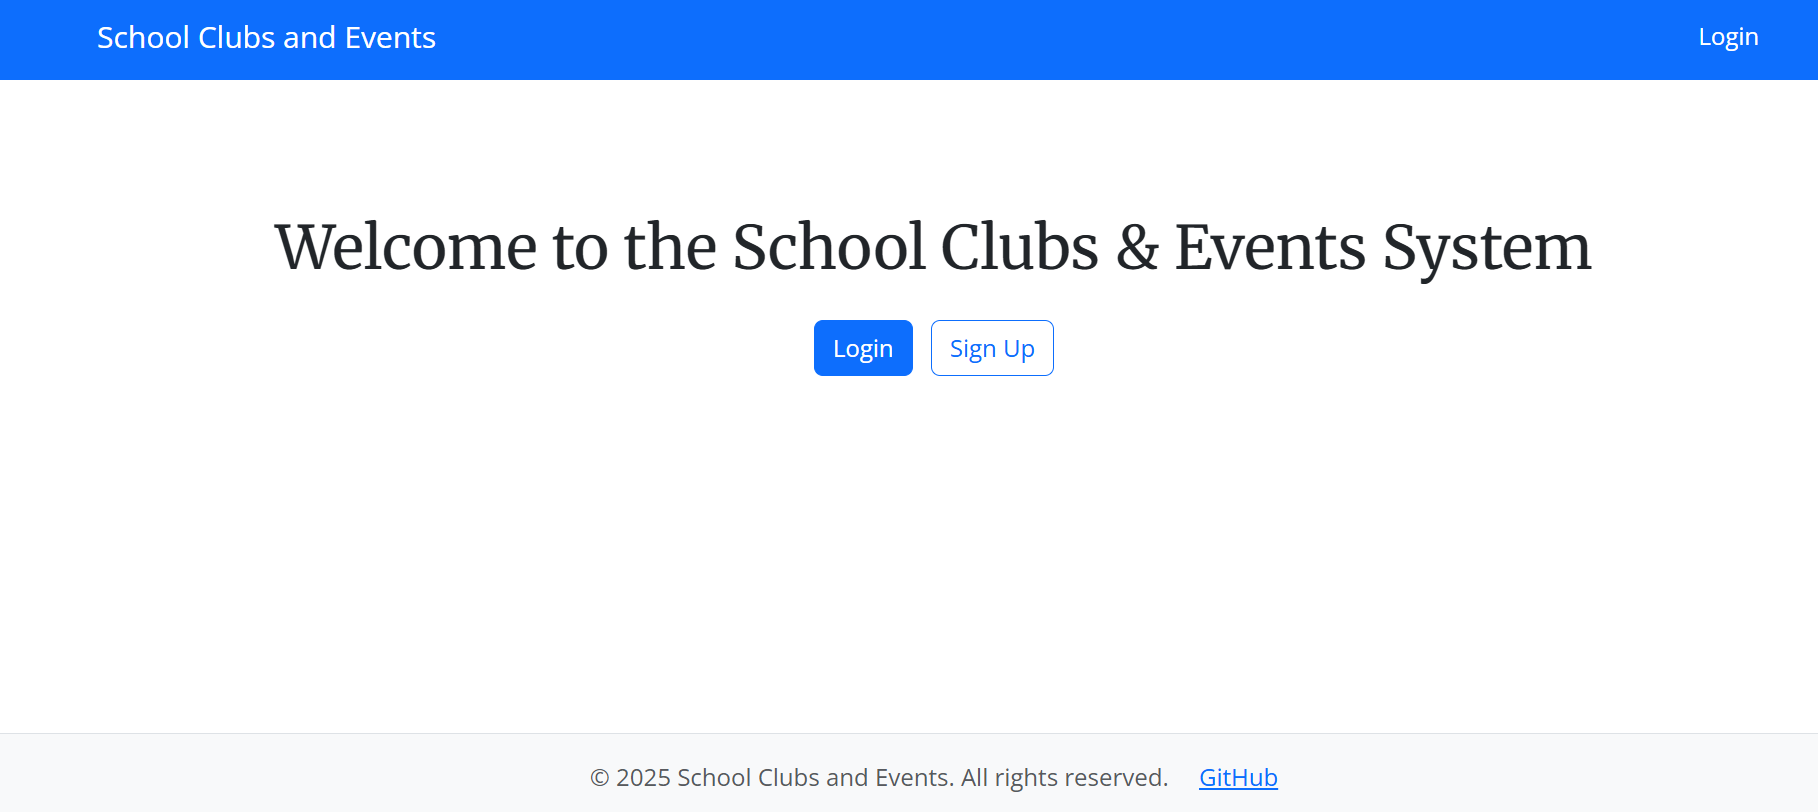 School Clubs and Events Login
Welcome to the School Clubs & Events System
Login Sign Up
© 2025 School Clubs and Events. All rights reserved. GitHub